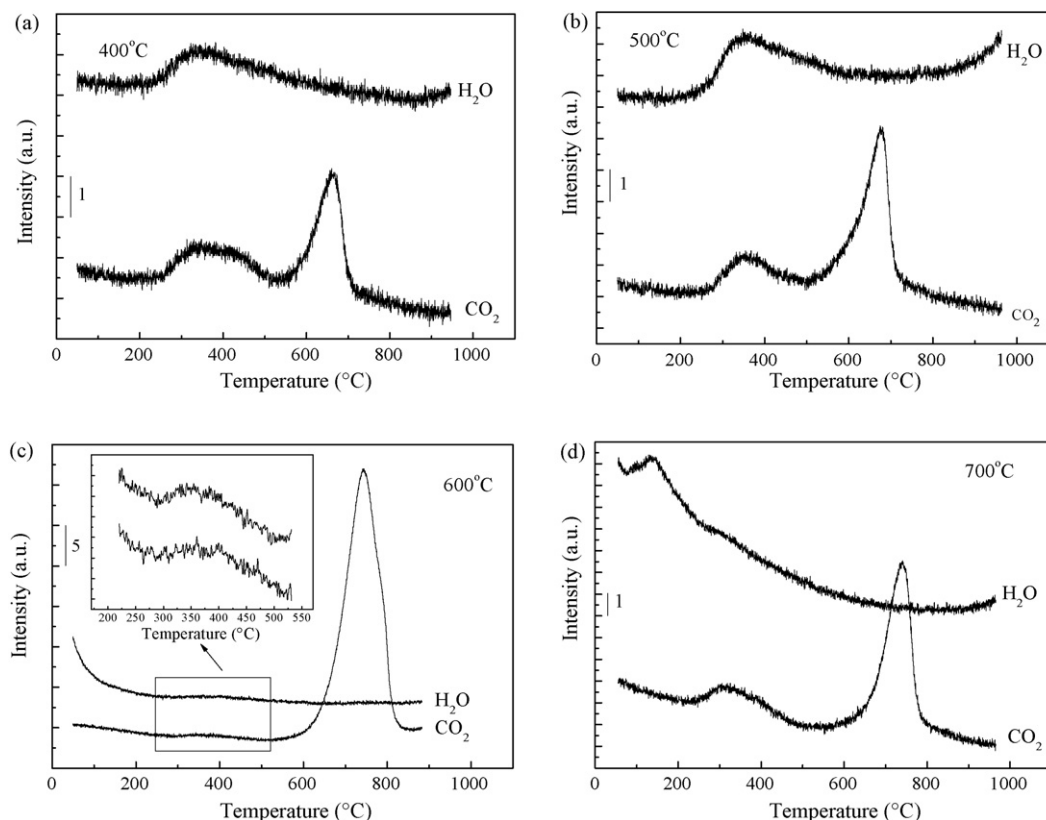 (a)
400°C
H₂O
1
CO₂
Intensity (a.u.)
0 200 400 600 800 1000
Temperature (°C)
(b)
500°C
H₂O
1
CO₂
Intensity (a.u.)
0 200 400 600 800 1000
Temperature (°C)
(c)
600°C
5
200 250 300 350 400 450 500 550
Temperature (°C)
H₂O
CO₂
Intensity (a.u.)
0 200 400 600 800 1000
Temperature (°C)
(d)
700°C
1
H₂O
CO₂
Intensity (a.u.)
0 200 400 600 800 1000
Temperature (°C)